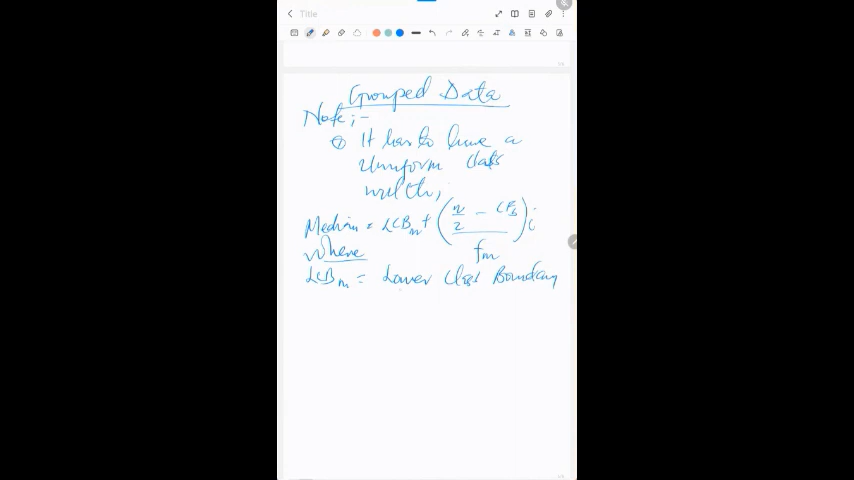 Title
Grouped Data
Note;-
① It has to have a
Uniform class
width;
Median = LCBm + (n/2 - CFb / fm) i
where
LCBm = Lower Class Boundary